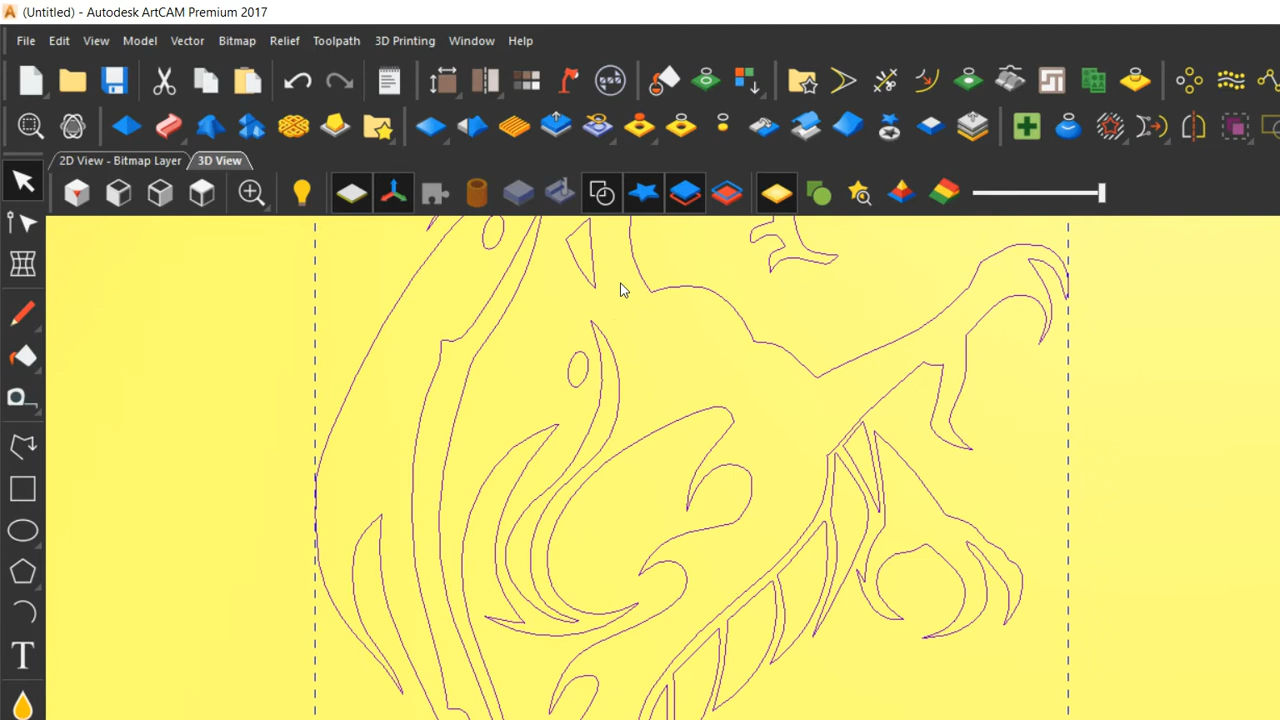 (Untitled) - Autodesk ArtCAM Premium 2017
File Edit View Model Vector Bitmap Relief Toolpath 3D Printing Window Help
2D View - Bitmap Layer 3D View
T